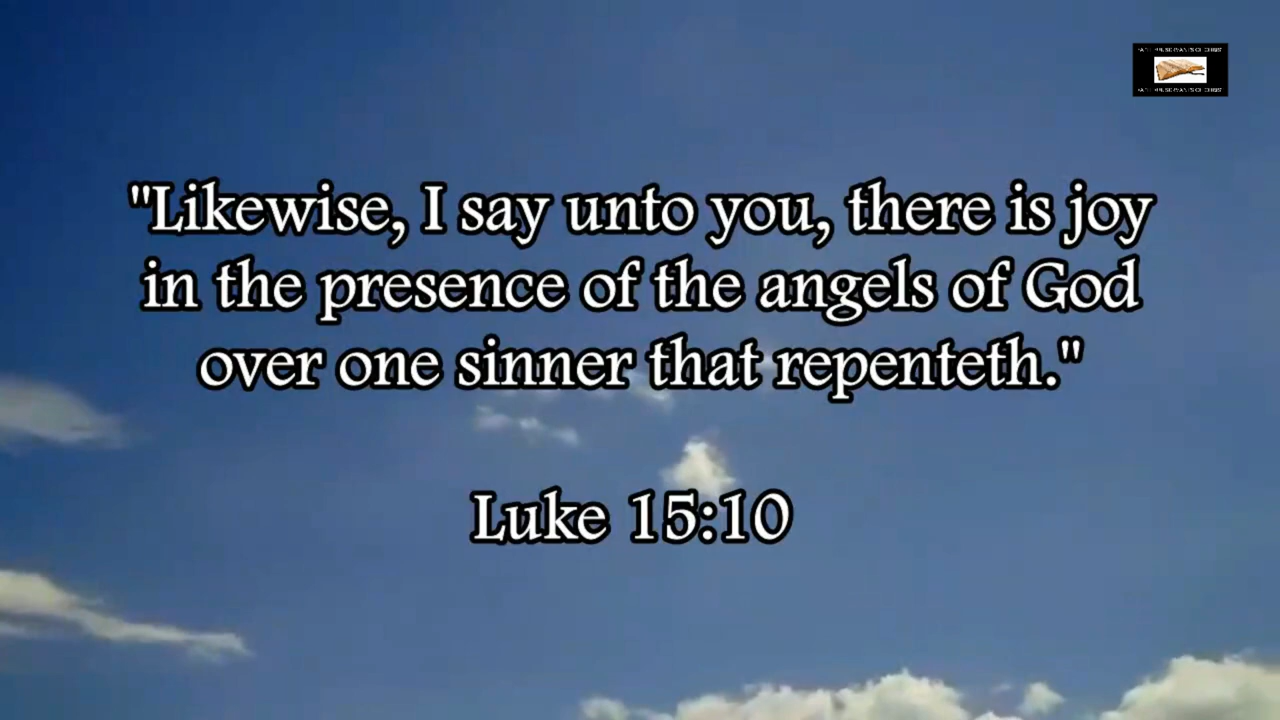 "Likewise, I say unto you, there is joy
in the presence of the angels of God
over one sinner that repenteth."
Luke 15:10